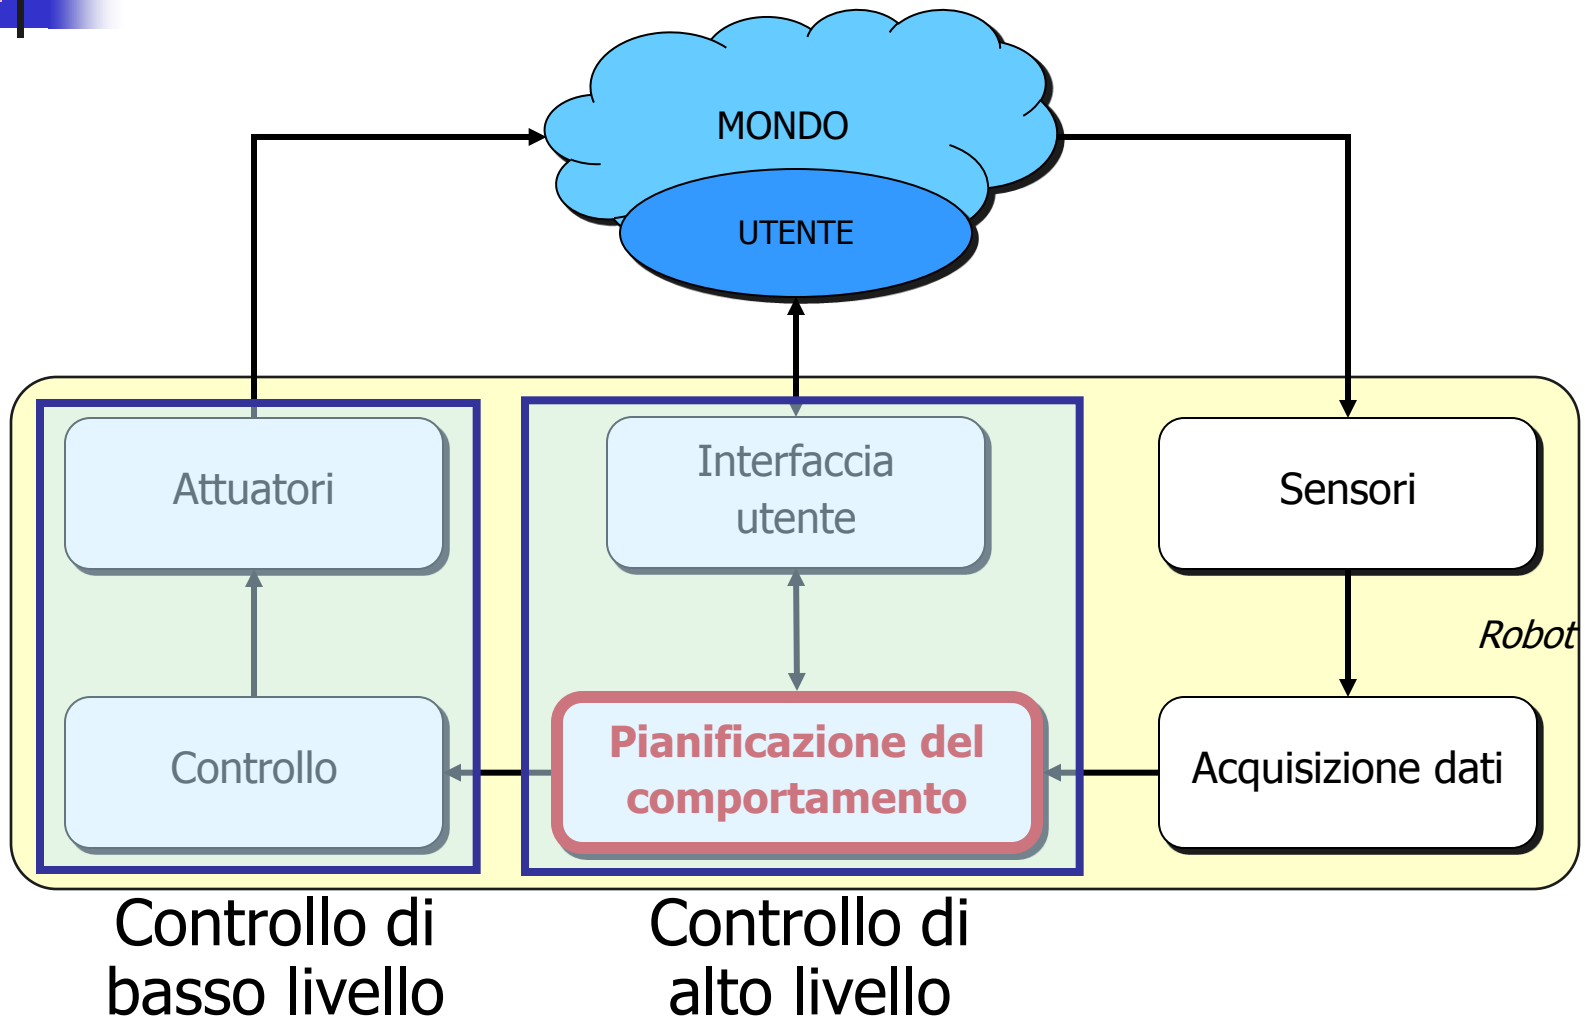 MONDO
UTENTE
Attuatori
Interfaccia
utente
Sensori
Robot
Controllo
Pianificazione del
comportamento
Acquisizione dati
Controllo di
basso livello
Controllo di
alto livello